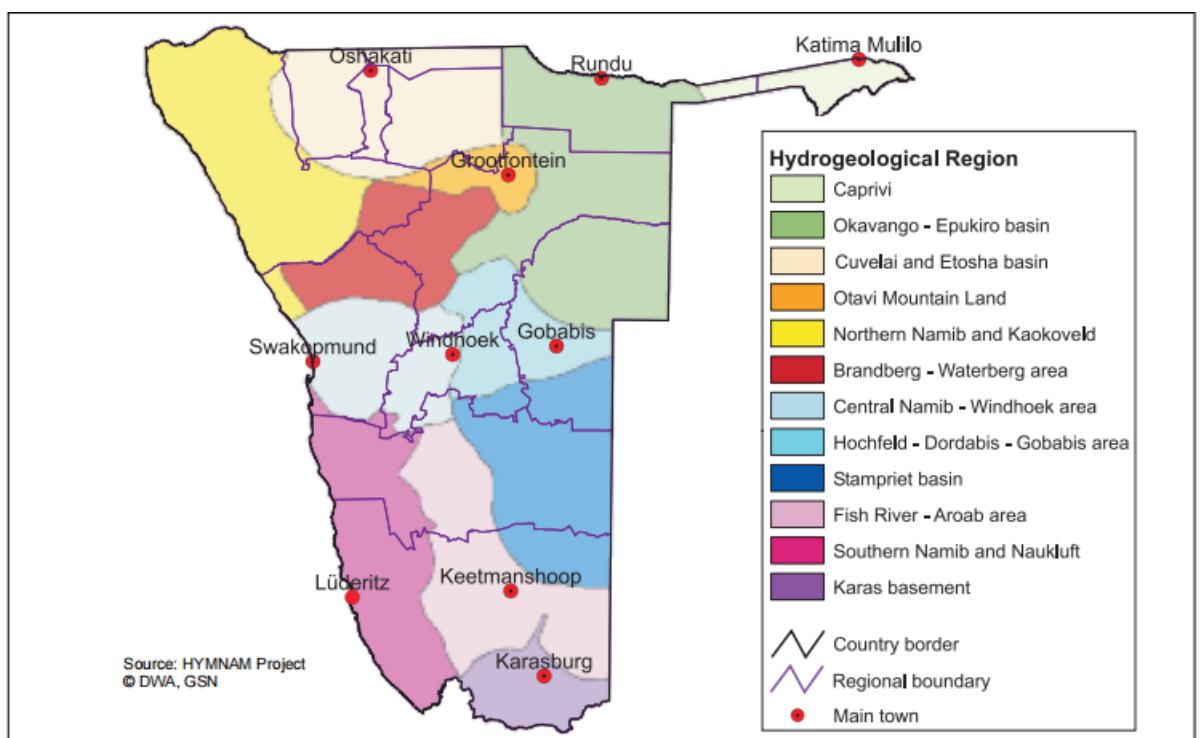 Katima Mulilo
Oshakati
Rundu
Grootfontein
Swakopmund
Windhoek
Gobabis
Lüderitz
Keetmanshoop
Karasburg
Source: HYMNAM Project
© DWA, GSN
Hydrogeological Region
Caprivi
Okavango - Epukiro basin
Cuvelai and Etosha basin
Otavi Mountain Land
Northern Namib and Kaokoveld
Brandberg - Waterberg area
Central Namib - Windhoek area
Hochfeld - Dordabis - Gobabis area
Stampriet basin
Fish River - Aroab area
Southern Namib and Naukluft
Karas basement
Country border
Regional boundary
Main town